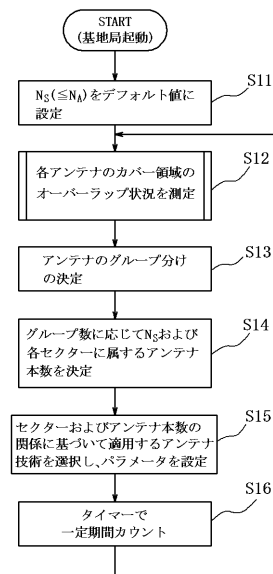 START
(基地局起動)
S11
N_S(≦N_A)をデフォルト値に
設定
S12
各アンテナのカバー領域の
オーバーラップ状況を測定
S13
アンテナのグループ分け
の決定
S14
グループ数に応じてN_Sおよび
各セクターに属するアンテナ
本数を決定
S15
セクターおよびアンテナ本数の
関係に基づいて適用するアンテナ
技術を選択し、パラメータを設定
S16
タイマーで
一定期間カウント